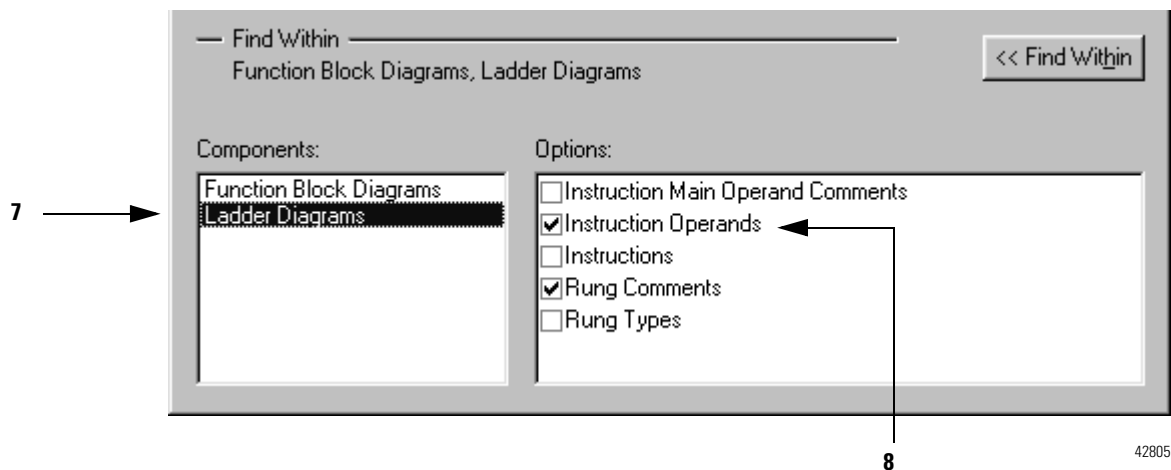 Find Within
Function Block Diagrams, Ladder Diagrams
<< Find Within
Components:
Options:
Function Block Diagrams
Ladder Diagrams
Instruction Main Operand Comments
Instruction Operands
Instructions
Rung Comments
Rung Types
7
8
42805